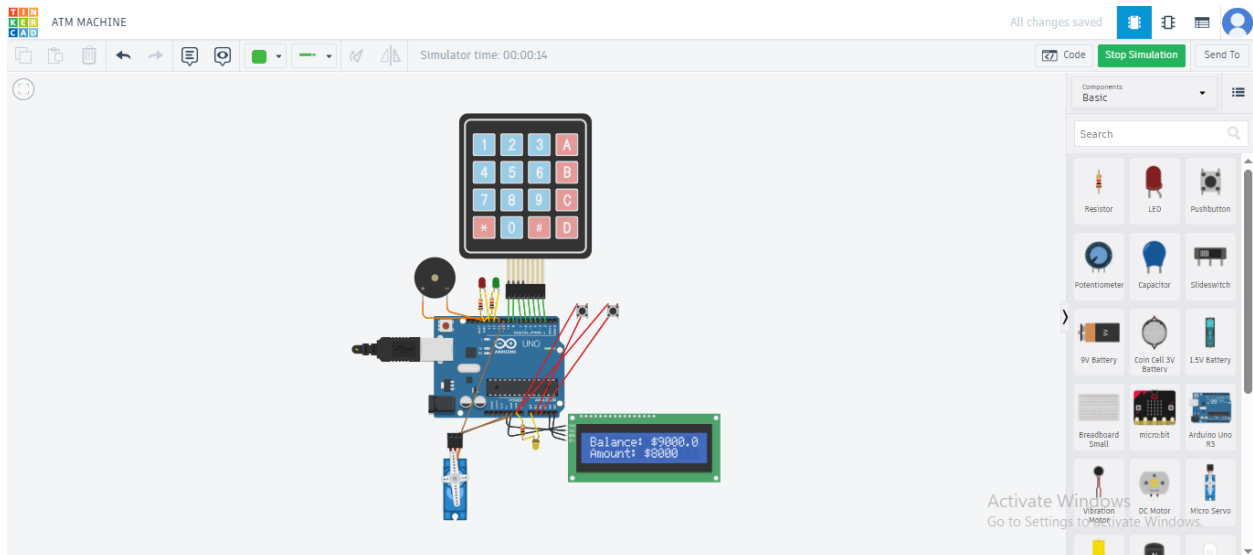 TIN
KER
CAD
ATM MACHINE
All changes saved
Simulator time: 00:00:14
Code
Stop Simulation
Send To
Components
Basic
Search
1 2 3 A
4 5 6 B
7 8 9 C
* 0 # D
Resistor
LED
Pushbutton
Potentiometer
Capacitor
Slideswitch
UNO
ARDUINO
9V Battery
Coin Cell 3V
Battery
1.5V Battery
Breadboard
Small
micro:bit
Arduino Uno
R3
Balance: $9000.0
Amount: $8000
Vibration
Motor
DC Motor
Micro Servo
Activate Windows
Go to Settings to activate Windows.